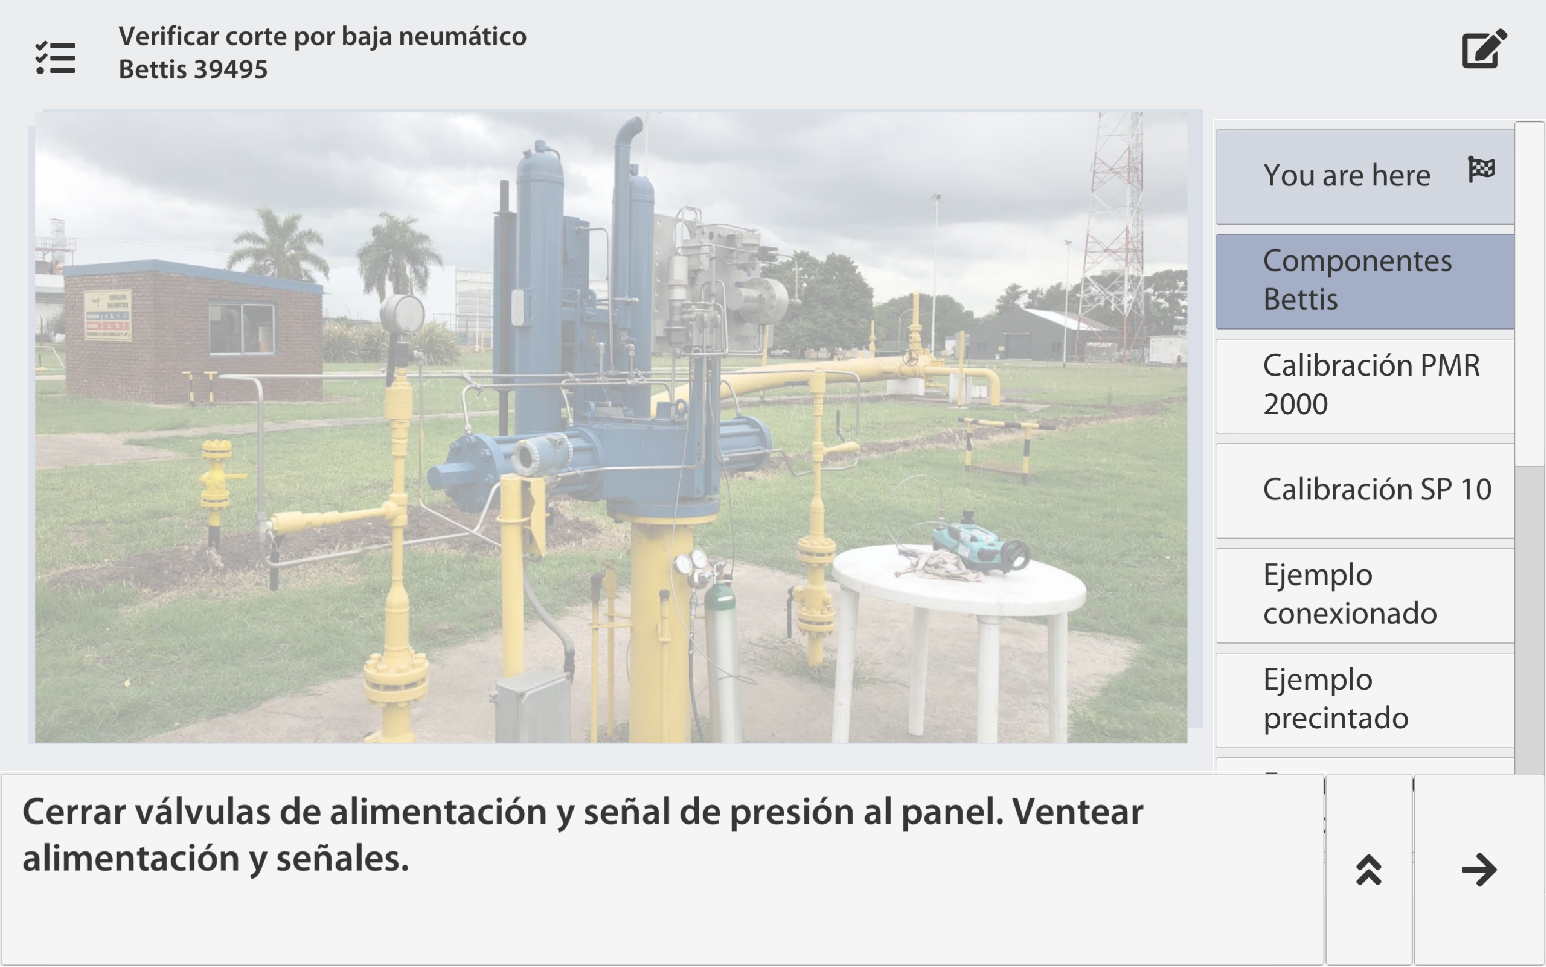 Verificar corte por baja neumático
Bettis 39495
You are here
Componentes
Bettis
Calibración PMR
2000
Calibración SP 10
Ejemplo
conexionado
Ejemplo
precintado
Cerrar válvulas de alimentación y señal de presión al panel. Ventear
alimentación y señales.